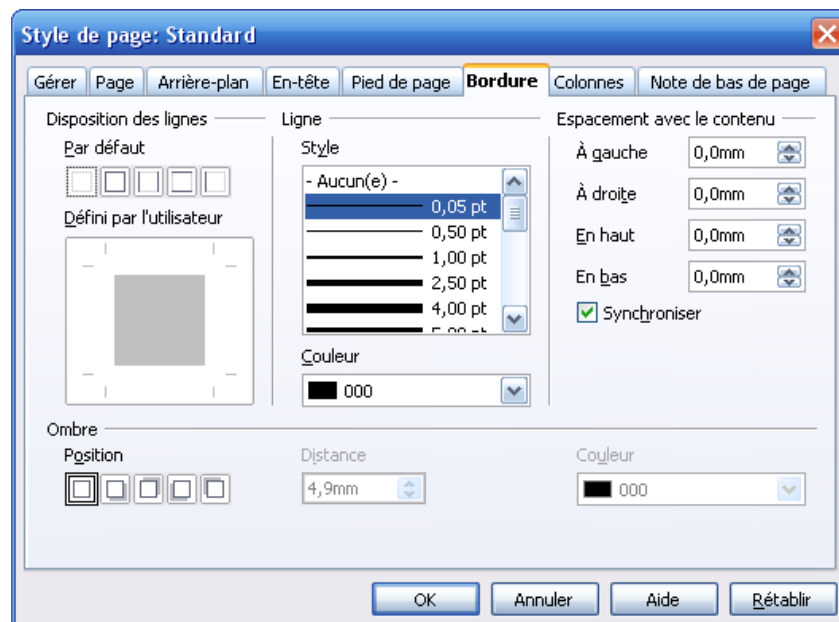 Style de page: Standard
Gérer Page Arrière-plan En-tête Pied de page Bordure Colonnes Note de bas de page
Disposition des lignes Ligne Espacement avec le contenu
Par défaut Style À gauche 0,0mm
- Aucun(e) -
0,05 pt À droite 0,0mm
Défini par l'utilisateur 0,50 pt En haut 0,0mm
1,00 pt
2,50 pt En bas 0,0mm
4,00 pt Synchroniser
5,00 pt
Couleur
000
Ombre
Position Distance Couleur
4,9mm 000
OK Annuler Aide Rétablir